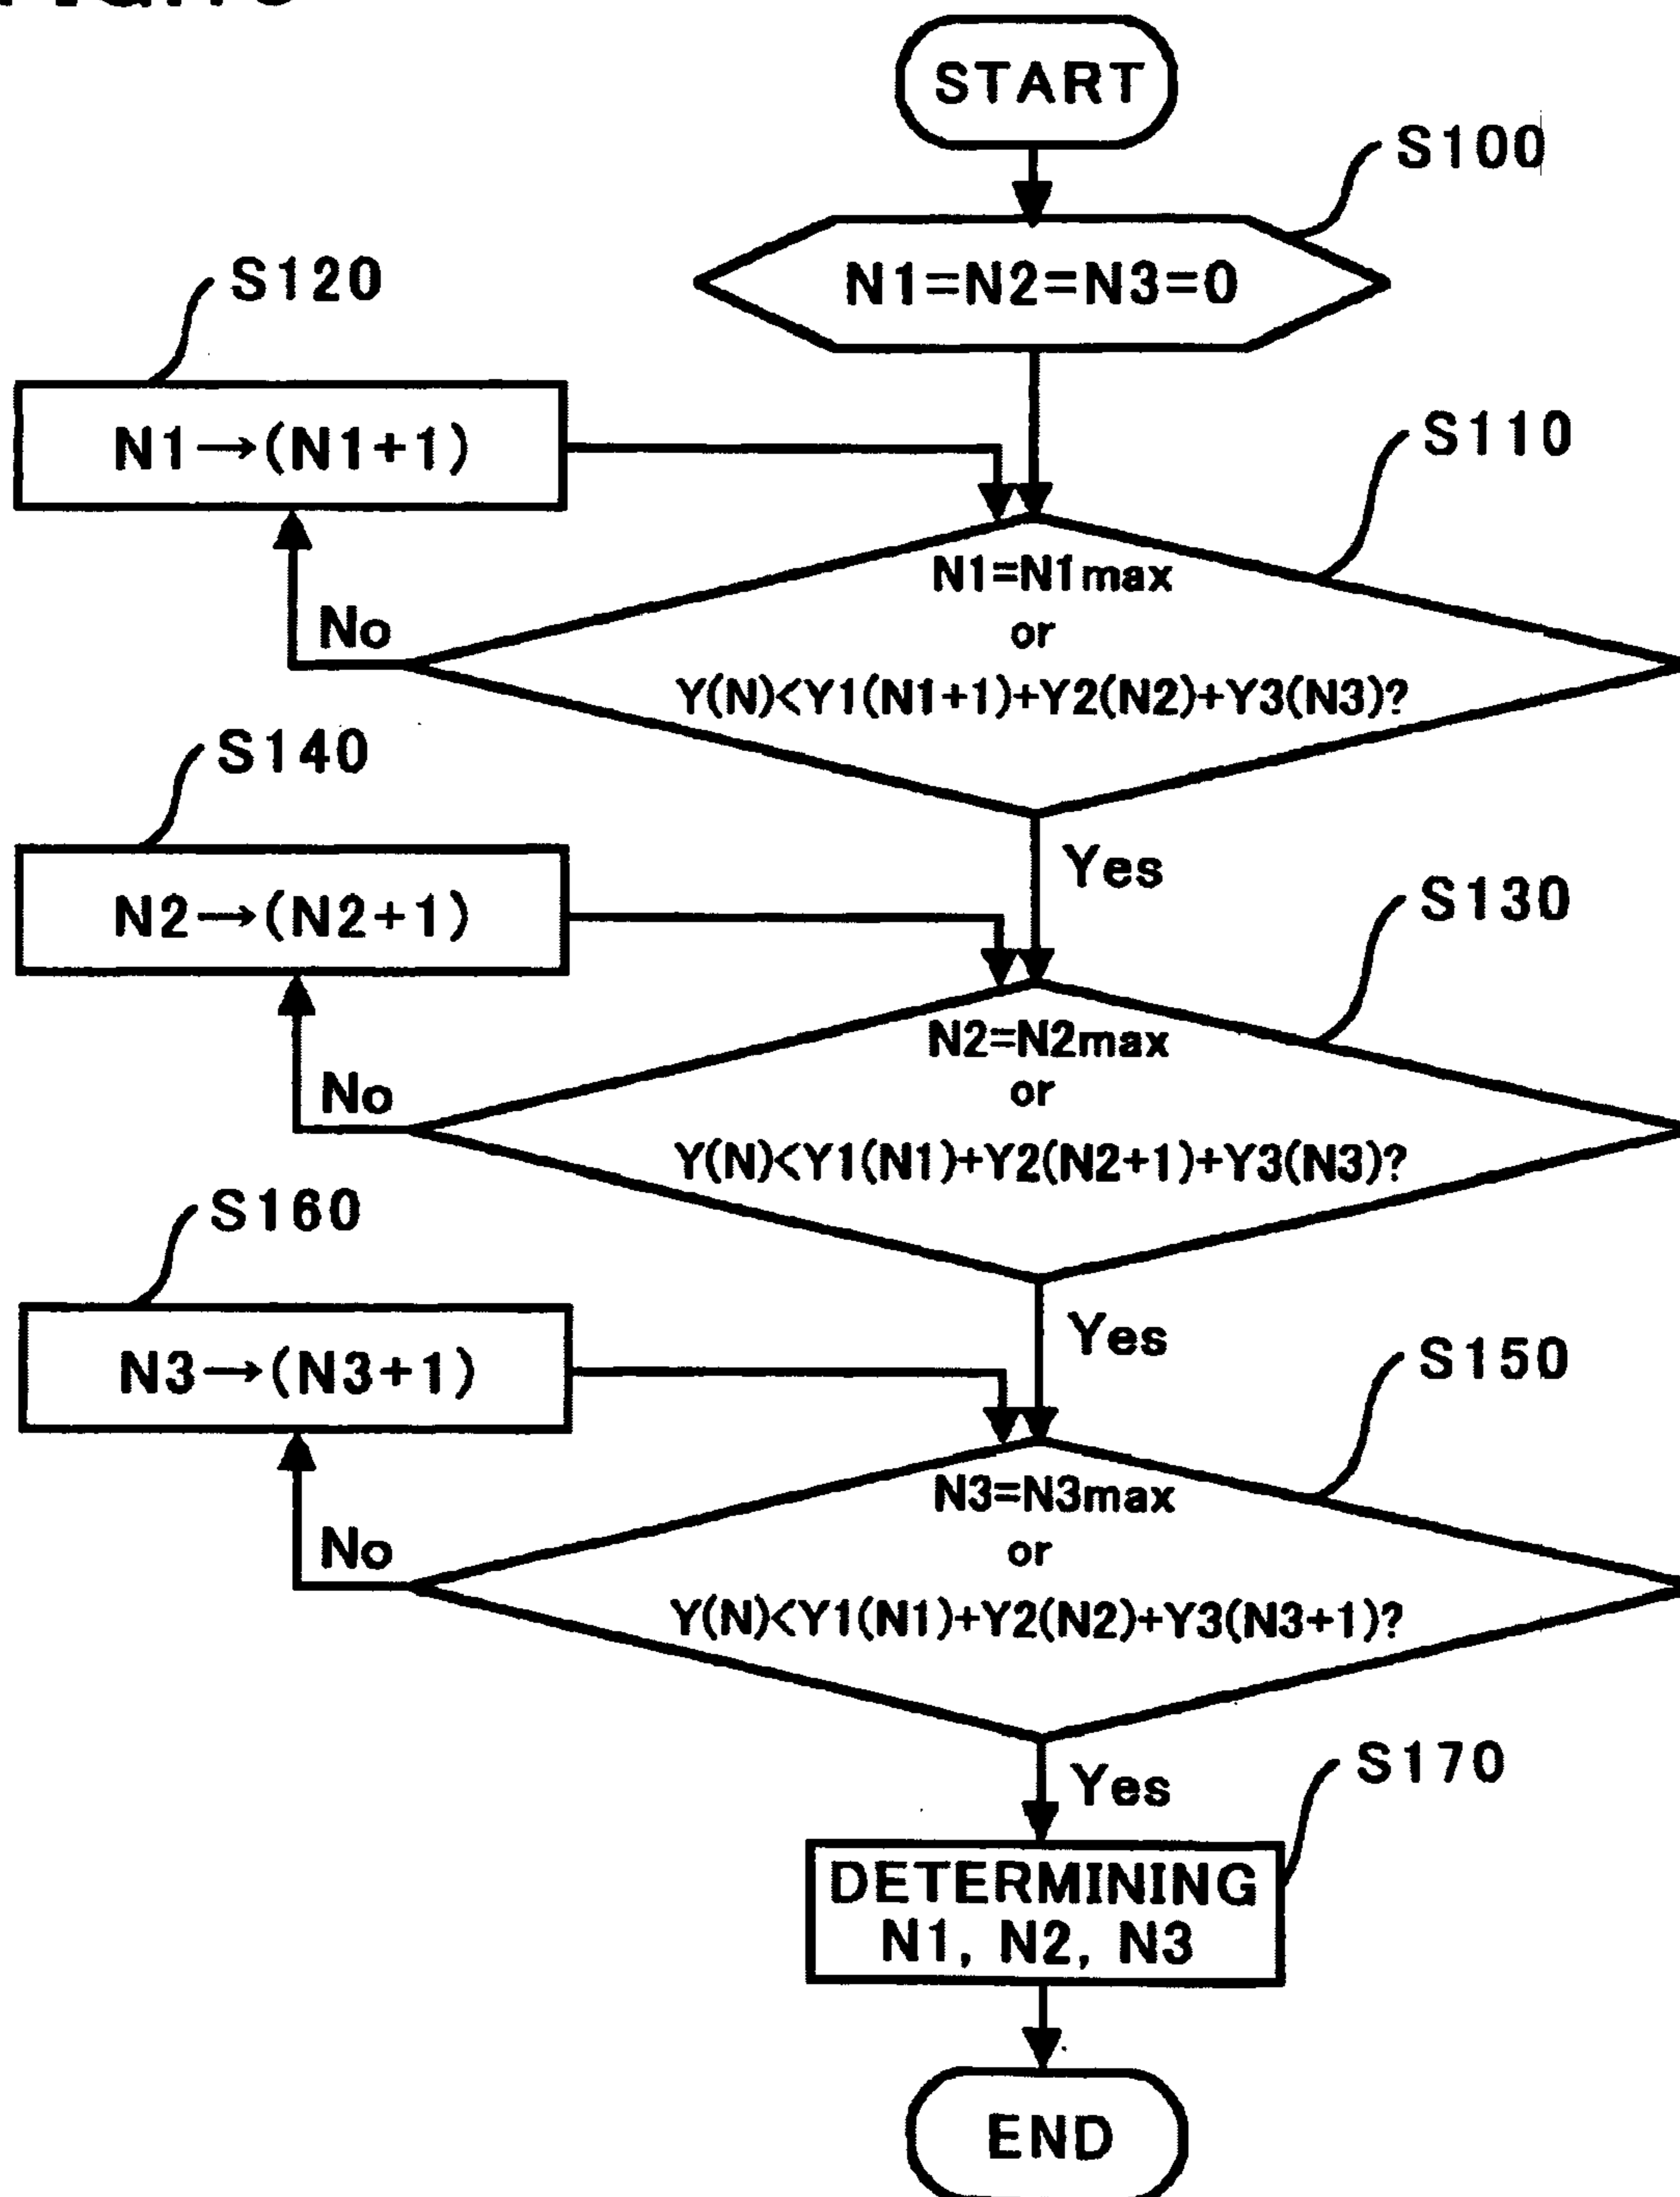 START
S100
N1=N2=N3=0
S120
N1→(N1+1)
S110
N1=N1max
or
Y(N)<Y1(N1+1)+Y2(N2)+Y3(N3)?
No
Yes
S140
N2→(N2+1)
S130
N2=N2max
or
Y(N)<Y1(N1)+Y2(N2+1)+Y3(N3)?
No
Yes
S160
N3→(N3+1)
S150
N3=N3max
or
Y(N)<Y1(N1)+Y2(N2)+Y3(N3+1)?
No
Yes
S170
DETERMINING
N1, N2, N3
END